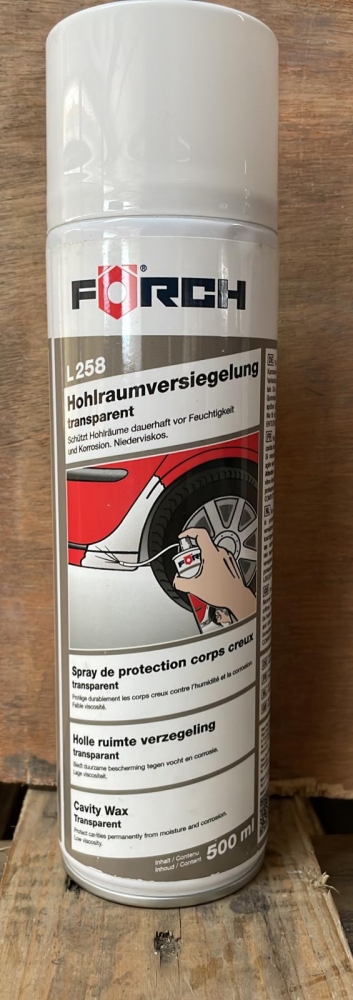 FÖRCH®
L 258
Hohlraumversiegelung
transparent
Schützt Hohlräume dauerhaft vor Feuchtigkeit
und Korrosion. Niederviskos.
FÖRCH
Spray de protection corps creux
transparent
Protège durablement les corps creux contre l'humidité et la corrosion.
Faible viscosité.
Holle ruimte verzegeling
transparant
Biedt duurzame bescherming tegen vocht en corrosie.
Lage viscositeit.
Cavity Wax
Transparent
Protect cavities permanently from moisture and corrosion.
Low viscosity.
Inhalt / Contenu
Inhoud / Content
500 ml